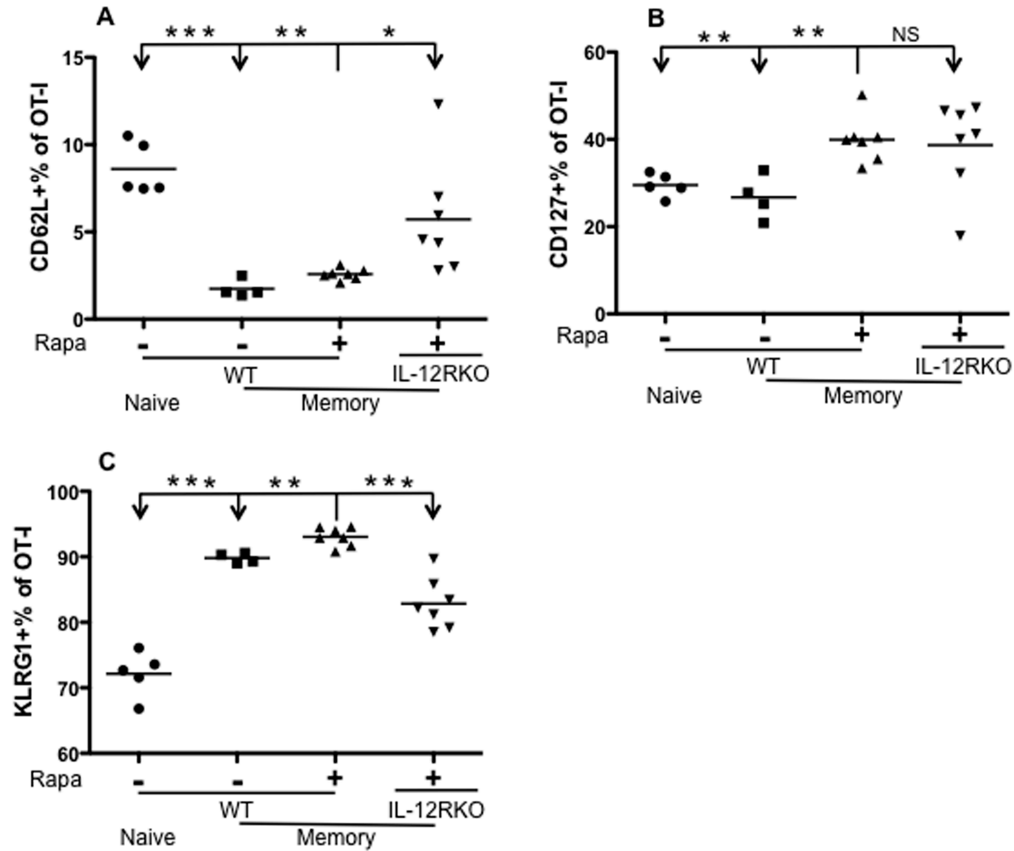 A
*** ** *
15
10
5
0
CD62L+% of OT-I
Rapa - - + +
WT IL-12RKO
Naive Memory
B
** ** NS
60
40
20
0
CD127+% of OT-I
Rapa - - + +
WT IL-12RKO
Naive Memory
C
*** ** ***
100
90
80
70
60
KLRG1+% of OT-I
Rapa - - + +
WT IL-12RKO
Naive Memory